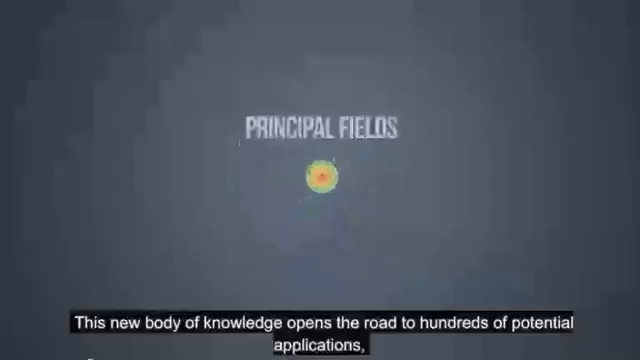 PRINCIPAL FIELDS
This new body of knowledge opens the road to hundreds of potential
applications,